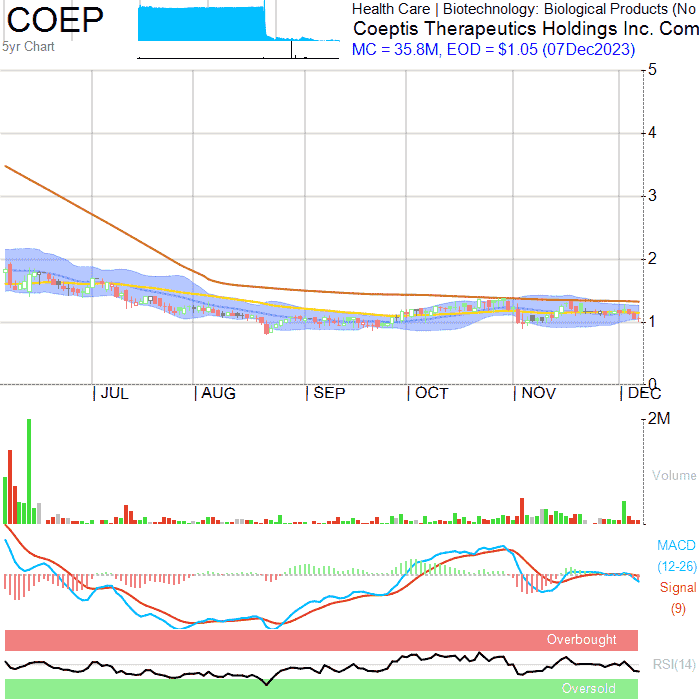 COEP
5yr Chart
Health Care | Biotechnology: Biological Products (No
Coeptis Therapeutics Holdings Inc. Com
MC = 35.8M, EOD = $1.05 (07Dec2023)
5
4
3
2
1
0
| JUL | AUG | SEP | OCT | NOV | DEC
2M
Volume
MACD
(12-26)
Signal
(9)
Overbought
RSI(14)
Oversold